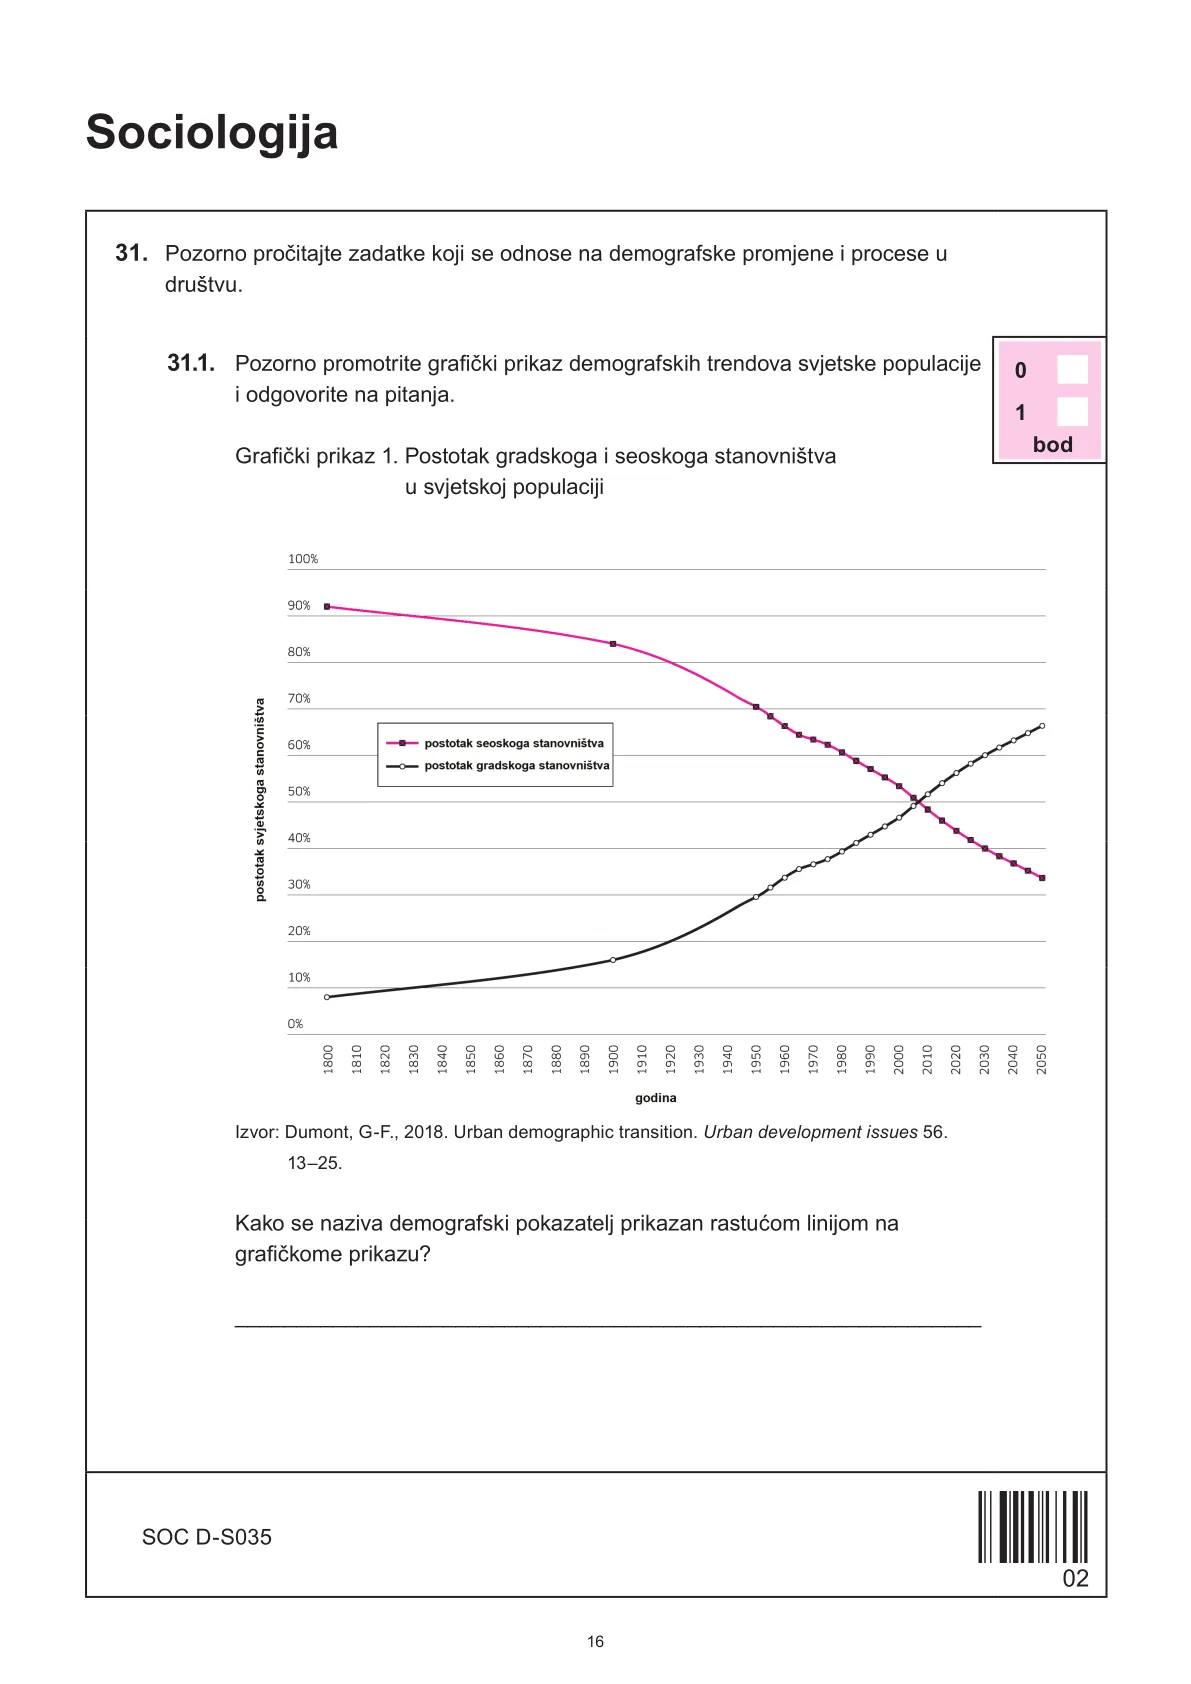 Sociologija
31. Pozorno pročitajte zadatke koji se odnose na demografske promjene i procese u
društvu.
31.1. Pozorno promotrite grafički prikaz demografskih trendova svjetske populacije
i odgovorite na pitanja.
0
1
bod
Grafički prikaz 1. Postotak gradskoga i seoskoga stanovništva
u svjetskoj populaciji
100%
90%
80%
70%
60%
50%
40%
30%
20%
10%
0%
postotak svjetskoga stanovništva
postotak seoskoga stanovništva
postotak gradskoga stanovništva
1800 1810 1820 1830 1840 1850 1860 1870 1880 1890 1900 1910 1920 1930 1940 1950 1960 1970 1980 1990 2000 2010 2020 2030 2040 2050
godina
Izvor: Dumont, G-F., 2018. Urban demographic transition. Urban development issues 56.
13–25.
Kako se naziva demografski pokazatelj prikazan rastućom linijom na
grafičkome prikazu?
SOC D-S035
02
16